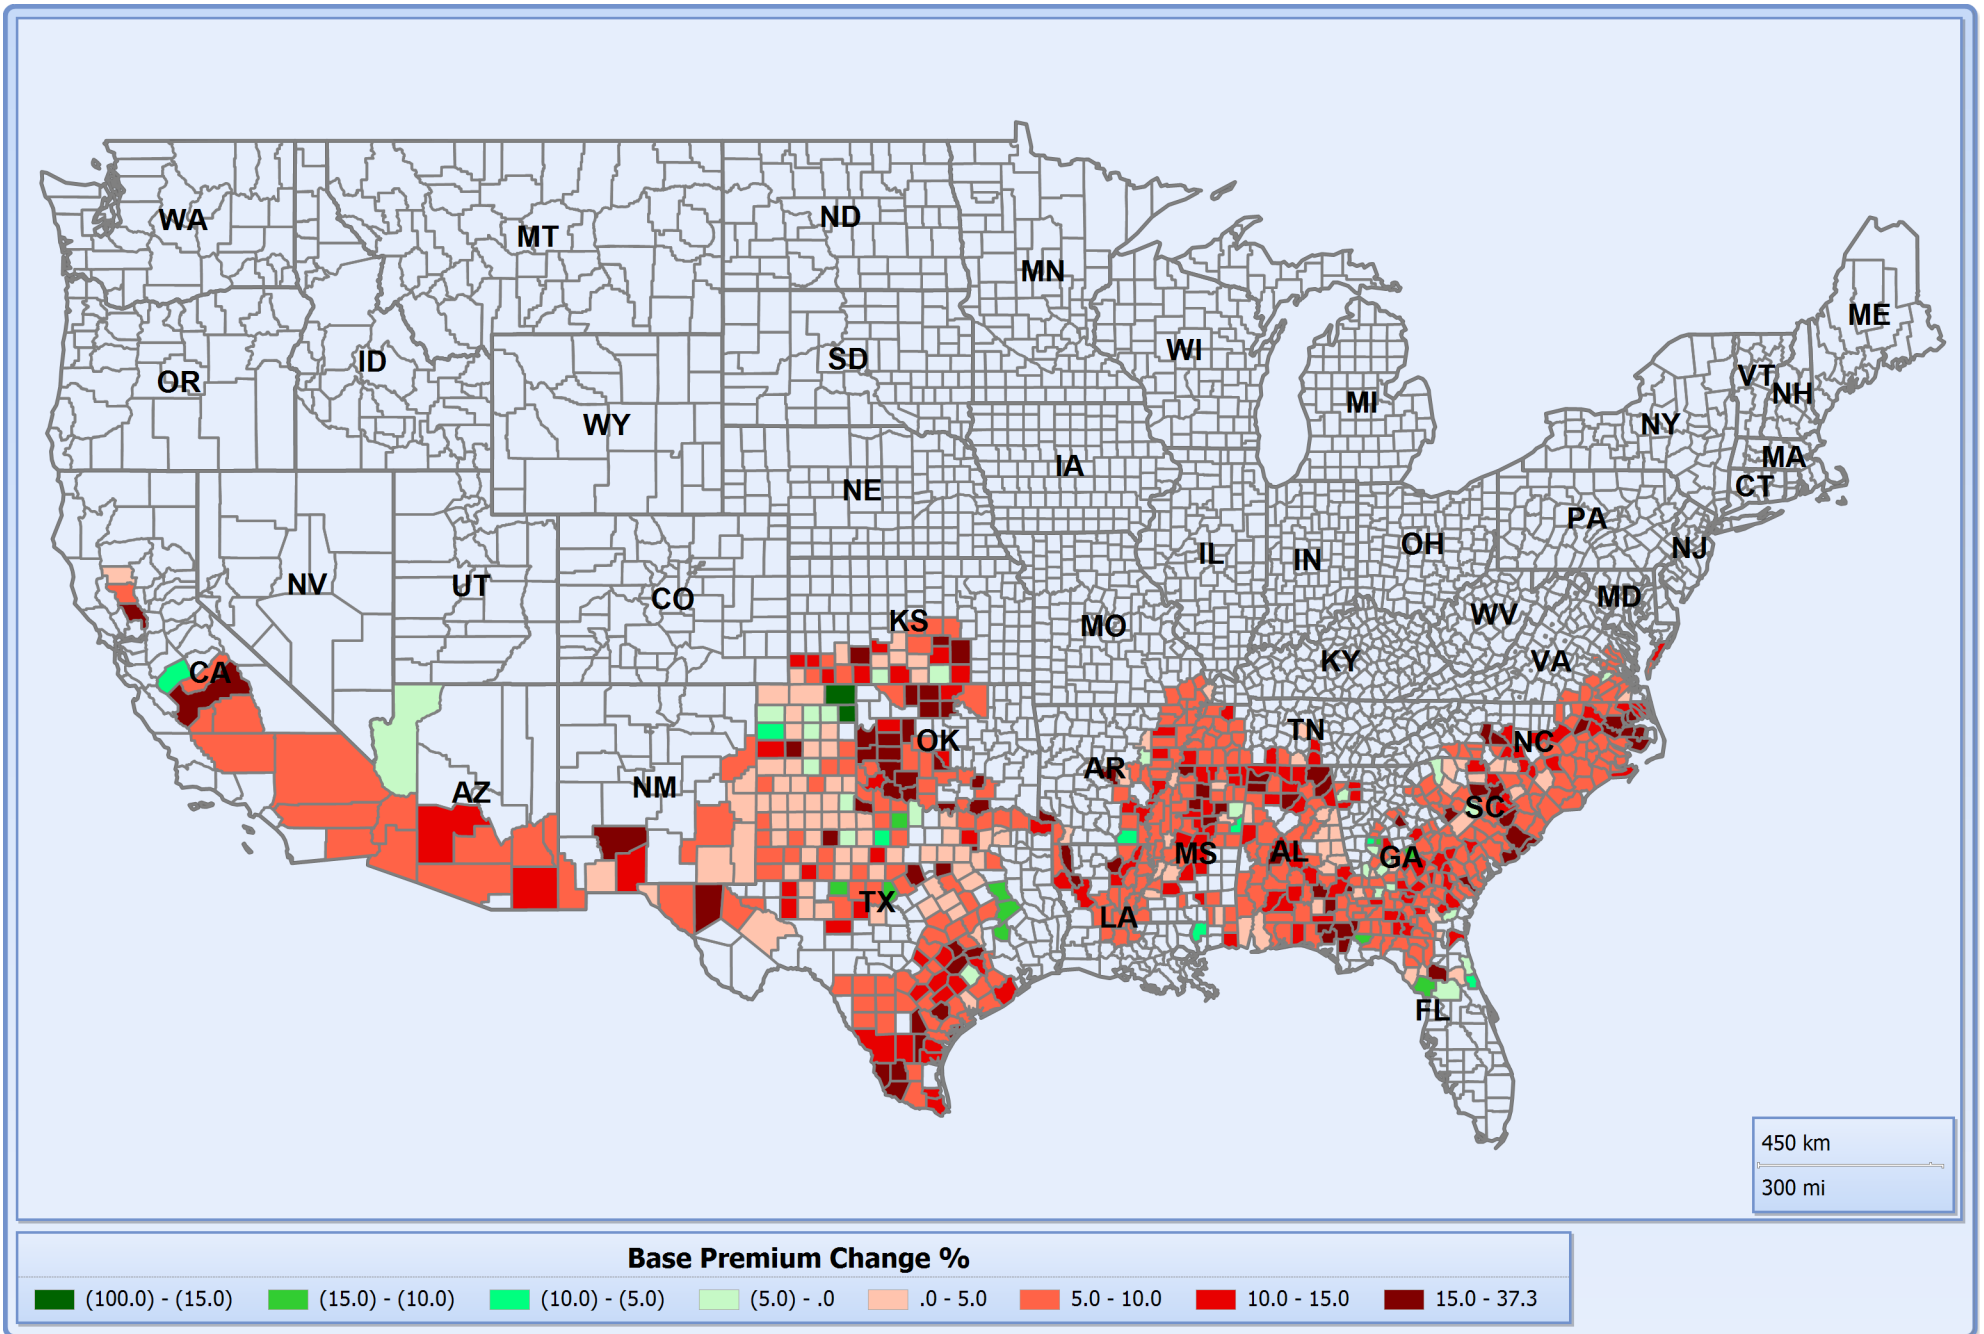 WA
MT
ND
MN
ME
OR
ID
SD
WI
MI
VT
NH
NY
WY
IA
NE
MA
CT
PA
NJ
OH
IL
IN
NV
UT
CO
KS
MO
KY
WV
MD
VA
CA
AZ
NM
OK
AR
TN
NC
SC
TX
LA
MS
AL
GA
FL
450 km
300 mi
Base Premium Change %
(100.0) - (15.0)
(15.0) - (10.0)
(10.0) - (5.0)
(5.0) - .0
.0 - 5.0
5.0 - 10.0
10.0 - 15.0
15.0 - 37.3